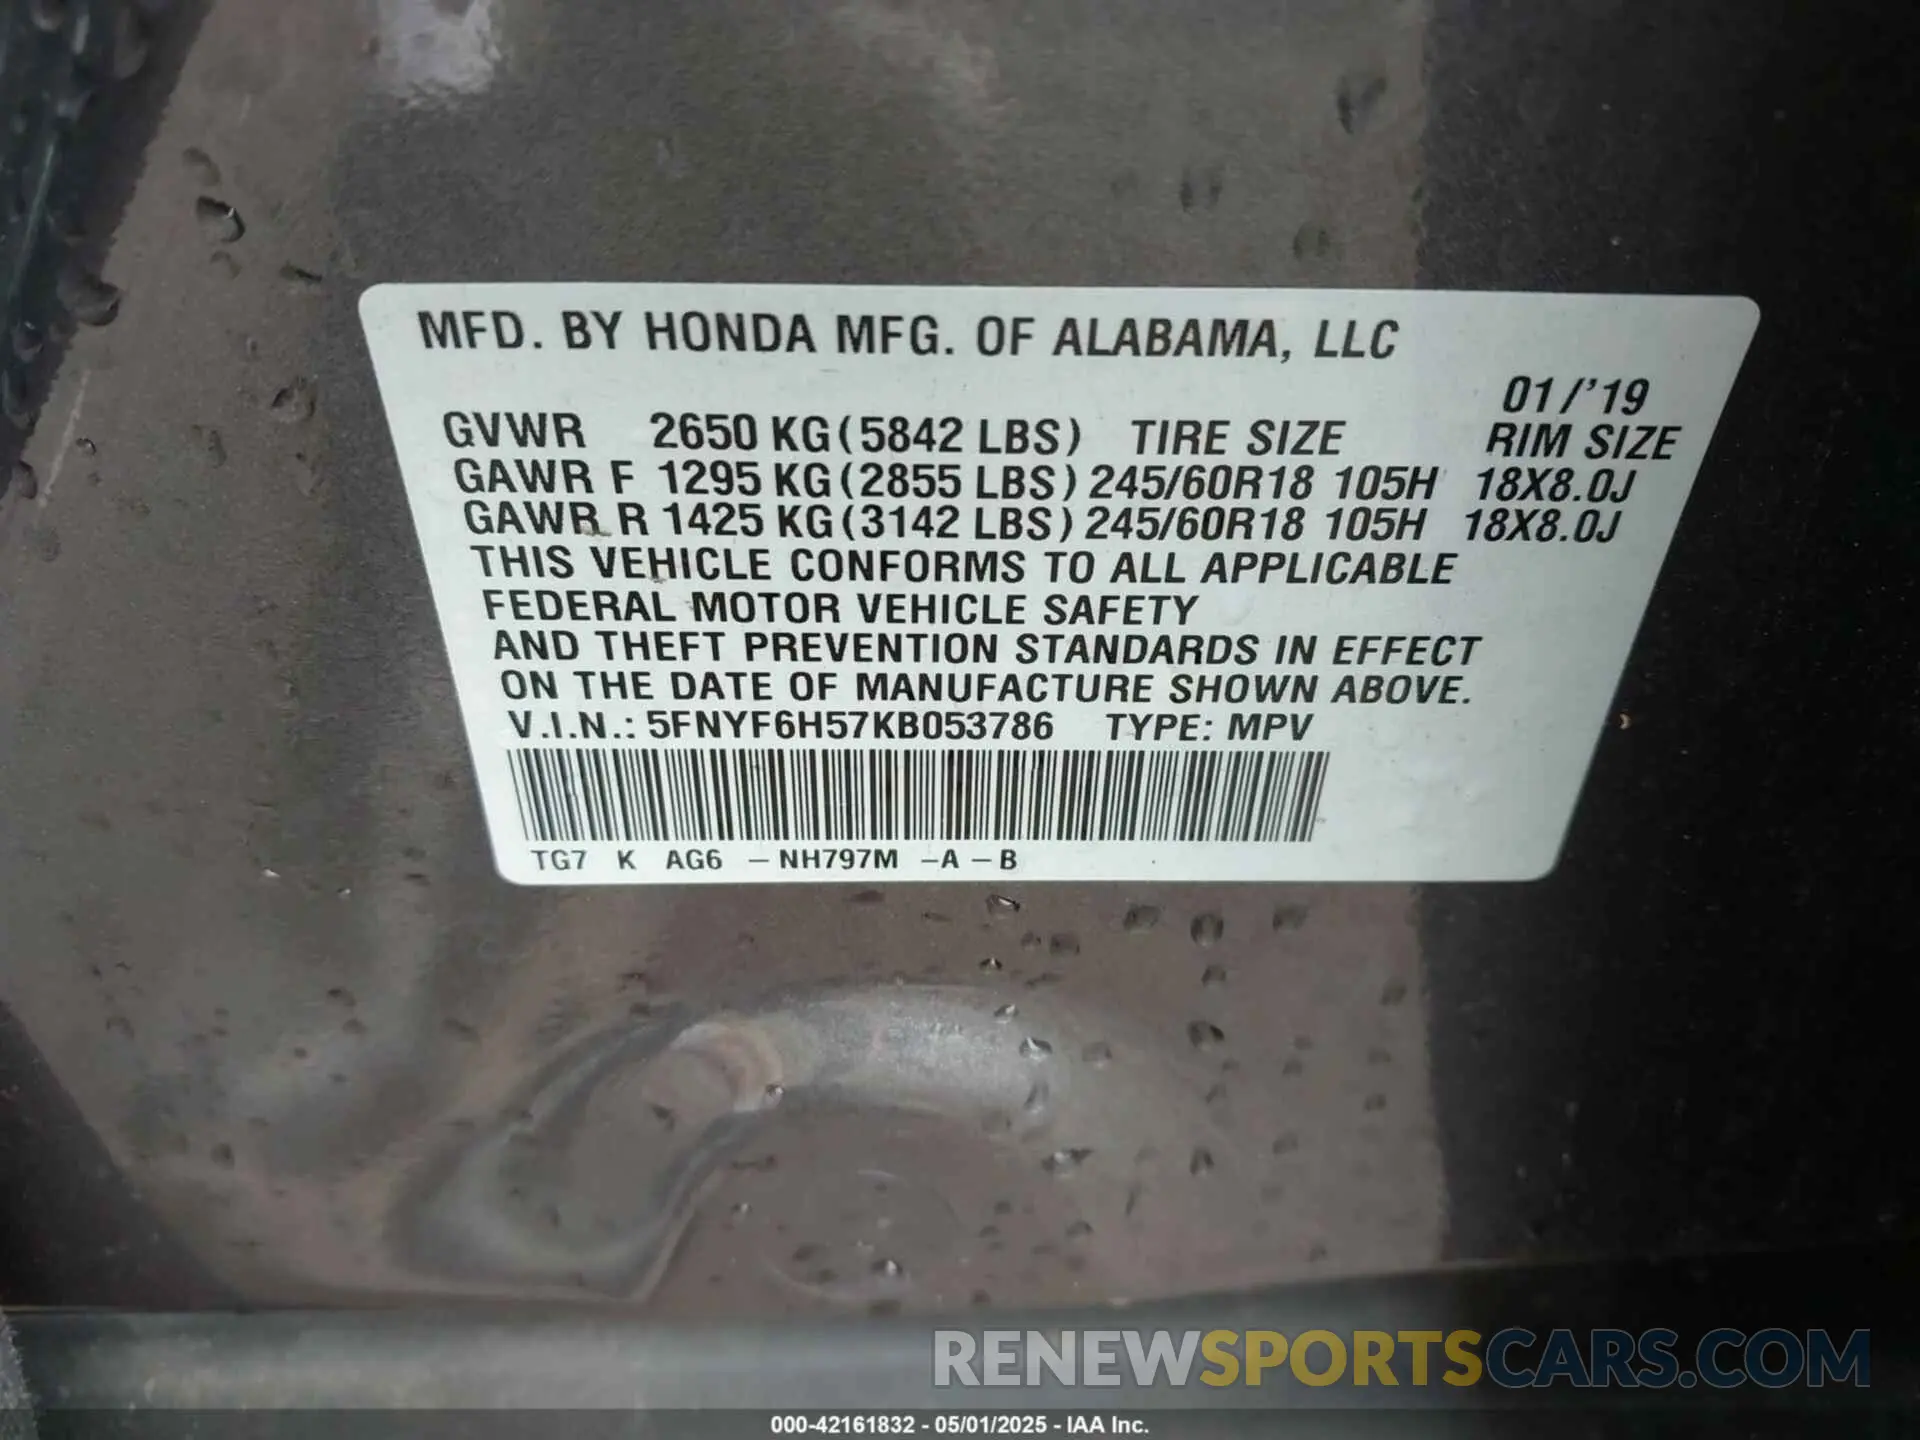 MFD. BY HONDA MFG. OF ALABAMA, LLC
01/'19
GVWR 2650 KG(5842 LBS) TIRE SIZE RIM SIZE
GAWR F 1295 KG(2855 LBS) 245/60R18 105H 18X8.0J
GAWR R 1425 KG(3142 LBS) 245/60R18 105H 18X8.0J
THIS VEHICLE CONFORMS TO ALL APPLICABLE
FEDERAL MOTOR VEHICLE SAFETY
AND THEFT PREVENTION STANDARDS IN EFFECT
ON THE DATE OF MANUFACTURE SHOWN ABOVE.
V.I.N.: 5FNYF6H57KB053786 TYPE: MPV
TG7 K AG6 -NH797M -A-B
RENEWSPORTSCARS.COM
000-42161832 - 05/01/2025 - IAA Inc.